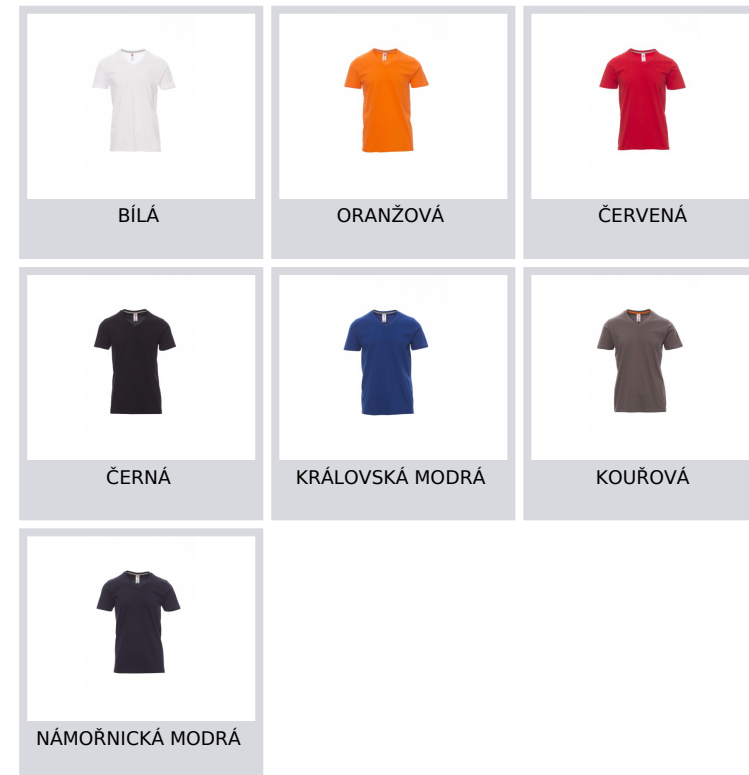 BÍLÁ
ORANŽOVÁ
ČERVENÁ
ČERNÁ
KRÁLOVSKÁ MODRÁ
KOUŘOVÁ
NÁMOŘNICKÁ MODRÁ